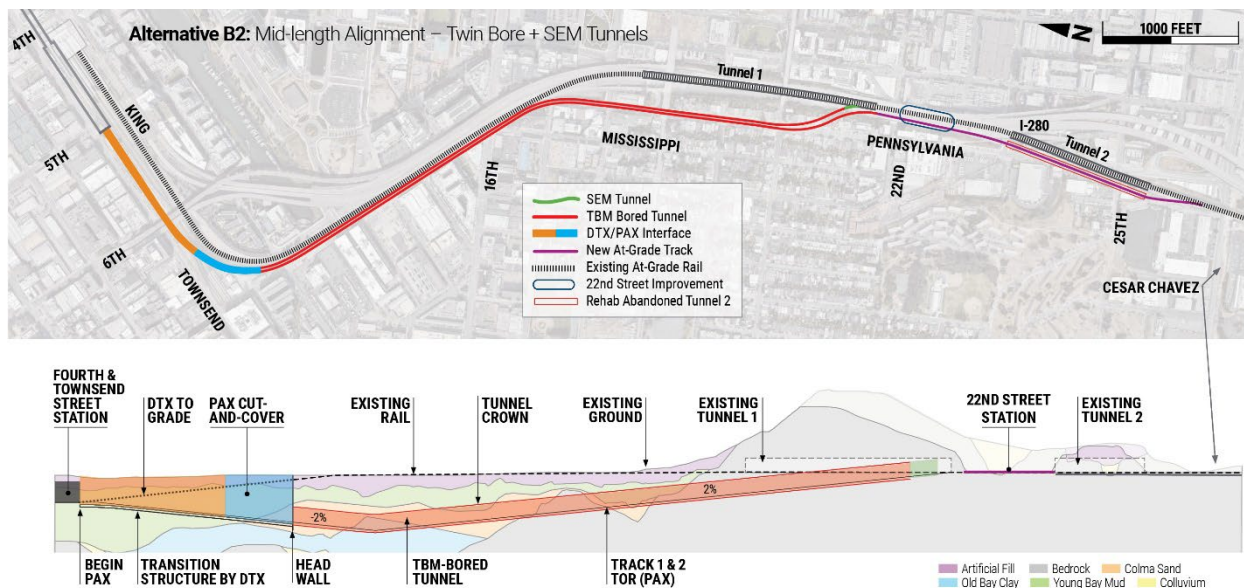 Alternative B2: Mid-length Alignment – Twin Bore + SEM Tunnels
N
1000 FEET
4TH
KING
5TH
6TH
TOWNSEND
16TH
Tunnel 1
MISSISSIPPI
PENNSYLVANIA
22ND
I-280
Tunnel 2
25TH
CESAR CHAVEZ
SEM Tunnel
TBM Bored Tunnel
DTX/PAX Interface
New At-Grade Track
Existing At-Grade Rail
22nd Street Improvement
Rehab Abandoned Tunnel 2
FOURTH &
TOWNSEND
STREET
STATION
DTX TO
GRADE
PAX CUT-
AND-COVER
EXISTING
RAIL
TUNNEL
CROWN
EXISTING
GROUND
EXISTING
TUNNEL 1
22ND STREET
STATION
EXISTING
TUNNEL 2
-2%
2%
BEGIN
PAX
TRANSITION
STRUCTURE BY DTX
HEAD
WALL
TBM-BORED
TUNNEL
TRACK 1 & 2
TOR (PAX)
Artificial Fill
Bedrock
Colma Sand
Old Bay Clay
Young Bay Mud
Colluvium